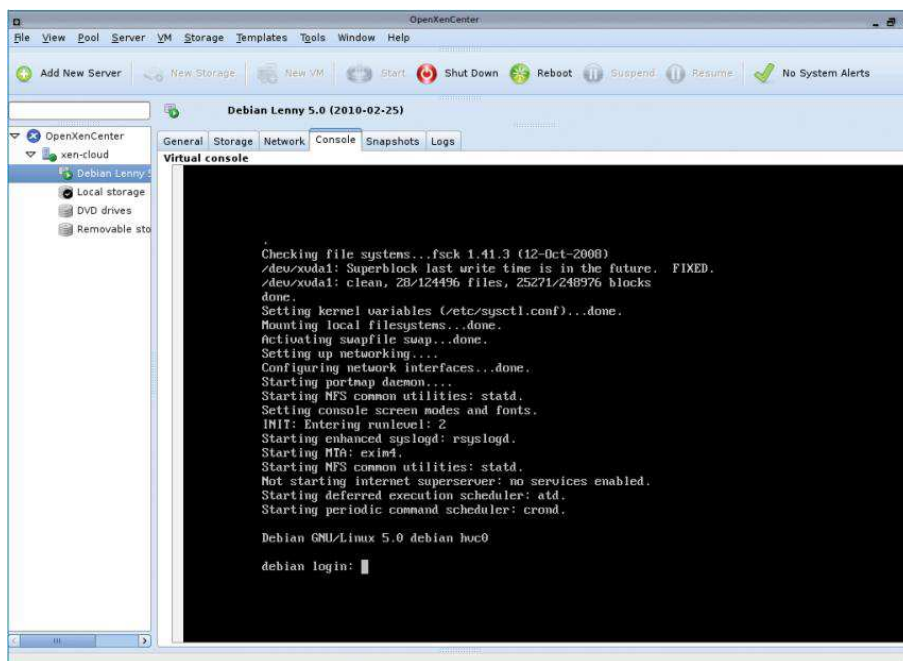 OpenXenCenter
File View Pool Server VM Storage Templates Tools Window Help
Add New Server New Storage New VM Start Shut Down Reboot Suspend Resume No System Alerts
Debian Lenny 5.0 (2010-02-25)
OpenXenCenter
xen-cloud
Debian Lenny 5
Local storage
DVD drives
Removable sto
General Storage Network Console Snapshots Logs
Virtual console
.
Checking file systems...fsck 1.41.3 (12-Oct-2008)
/dev/xvda1: Superblock last write time is in the future.  FIXED.
/dev/xvda1: clean, 28/124496 files, 25271/248976 blocks
done.
Setting kernel variables (/etc/sysctl.conf)...done.
Mounting local filesystems...done.
Activating swapfile swap...done.
Setting up networking....
Configuring network interfaces...done.
Starting portmap daemon....
Starting NFS common utilities: statd.
Setting console screen modes and fonts.
INIT: Entering runlevel: 2
Starting enhanced syslogd: rsyslogd.
Starting MTA: exim4.
Starting NFS common utilities: statd.
Not starting internet superserver: no services enabled.
Starting deferred execution scheduler: atd.
Starting periodic command scheduler: crond.
Debian GNU/Linux 5.0 debian hvc0
debian login: